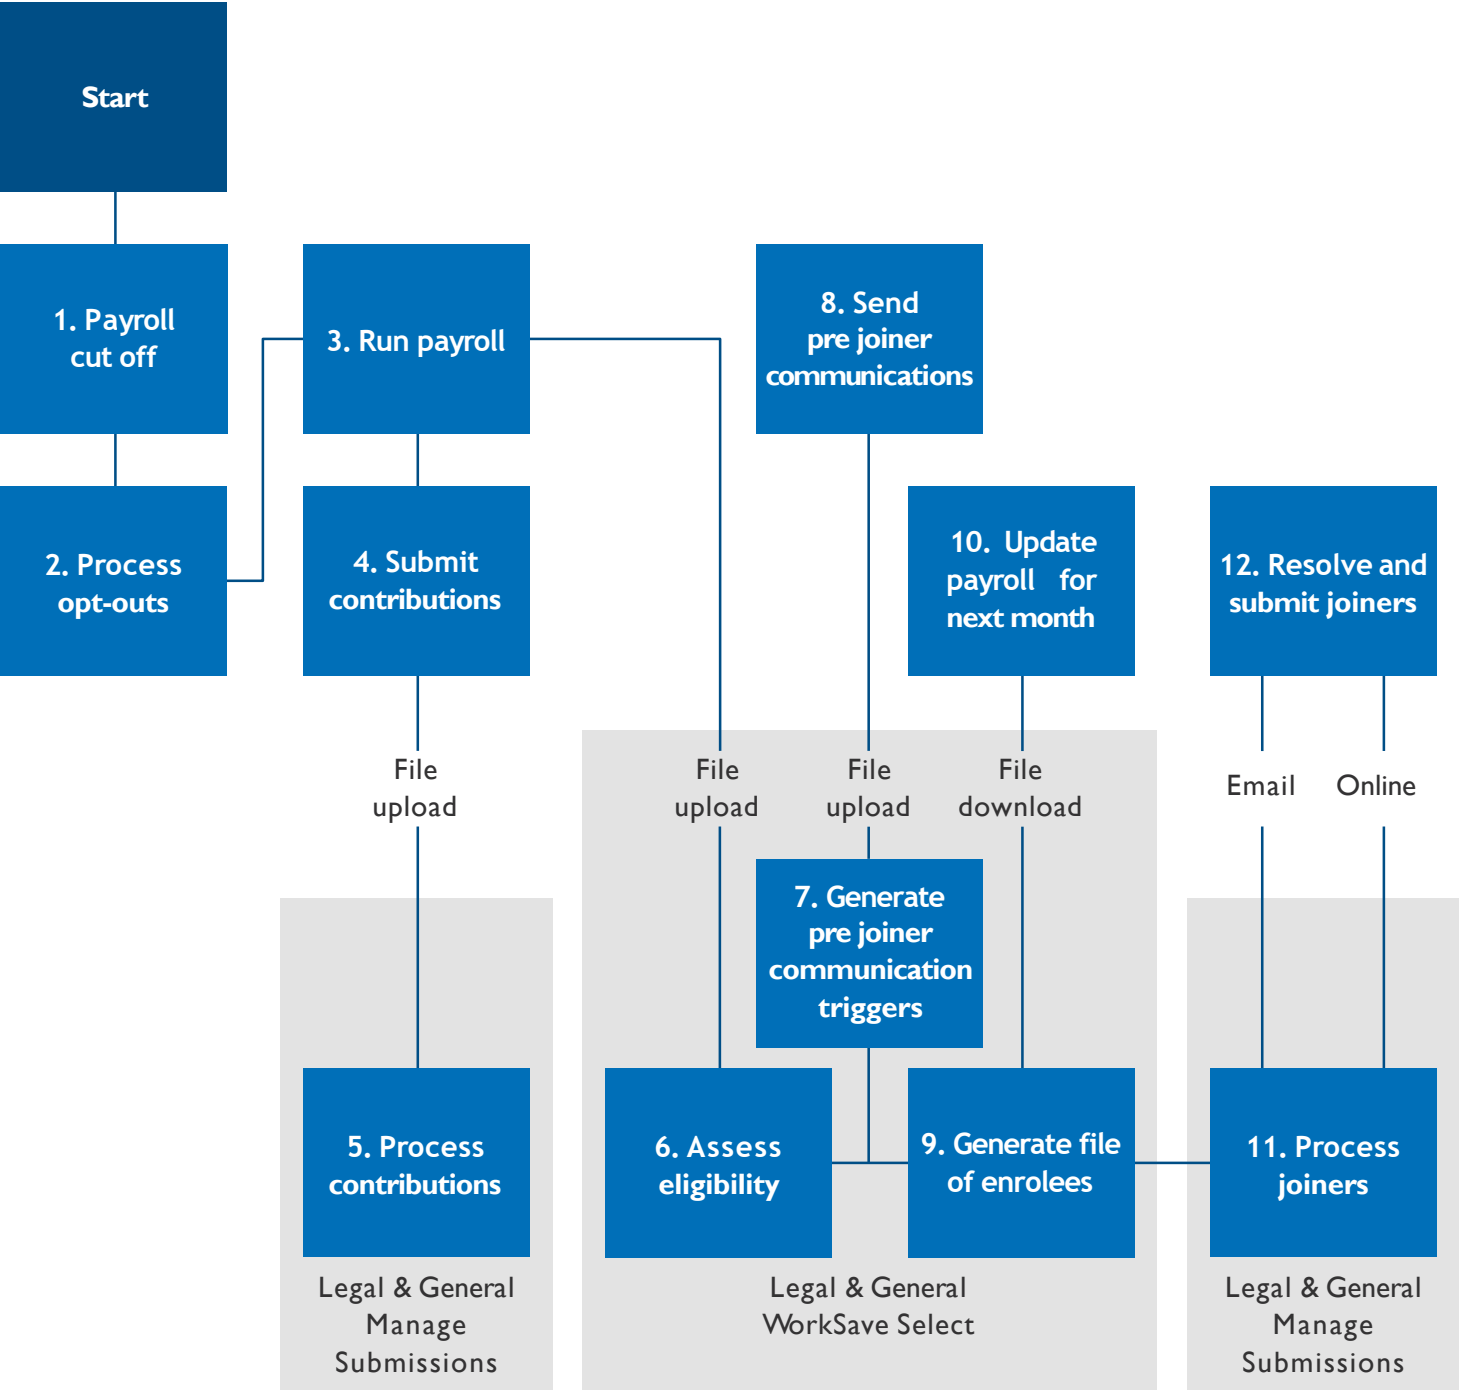 Start
1. Payroll
cut off
3. Run payroll
8. Send
pre joiner
communications
2. Process
opt-outs
4. Submit
contributions
10. Update
payroll for
next month
12. Resolve and
submit joiners
File
upload
File
upload
File
upload
File
download
Email
Online
7. Generate
pre joiner
communication
triggers
5. Process
contributions
6. Assess
eligibility
9. Generate file
of enrolees
11. Process
joiners
Legal & General
Manage
Submissions
Legal & General
WorkSave Select
Legal & General
Manage
Submissions